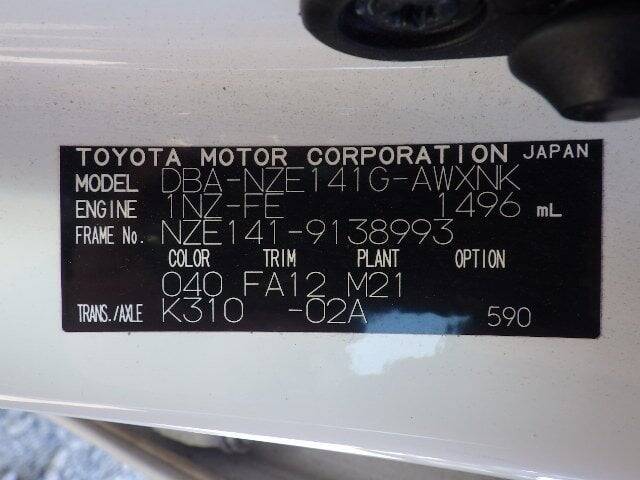 TOYOTA MOTOR CORPORATION JAPAN
MODEL DBA-NZE141G-AWXNK
ENGINE 1NZ-FE 1496 mL
FRAME No. NZE141-9138993
COLOR TRIM PLANT OPTION
040 FA12 M21
TRANS./AXLE K310 -02A 590